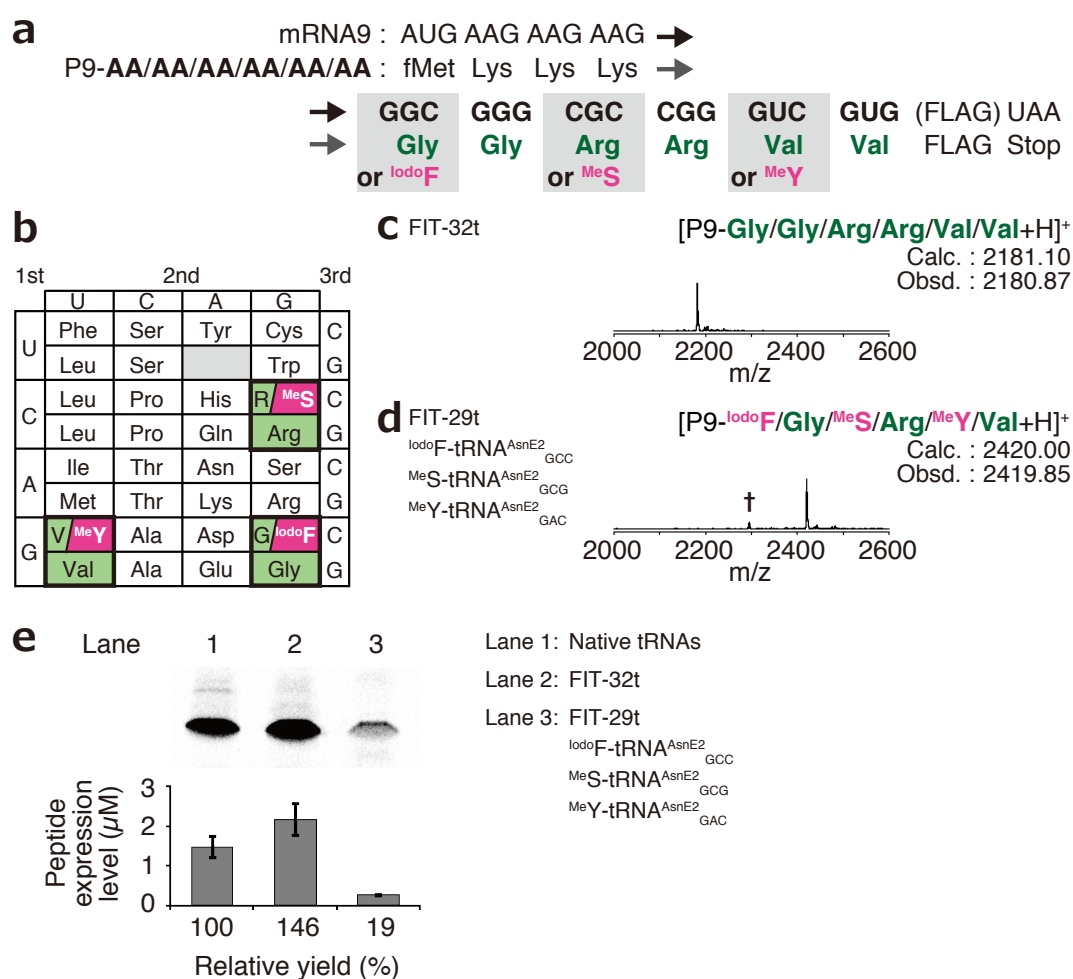 a
mRNA9 : AUG AAG AAG AAG
P9-AA/AA/AA/AA/AA/AA : fMet Lys Lys Lys
GGC GGG CGC CGG GUC GUG (FLAG) UAA
Gly Gly Arg Arg Val Val FLAG Stop
or IodoF or MeS or MeY
b
1st 2nd 3rd
U C A G
U Phe Ser Tyr Cys C
Leu Ser Trp G
C Leu Pro His R/MeS C
Leu Pro Gln Arg G
A Ile Thr Asn Ser C
Met Thr Lys Arg G
G V/MeY Ala Asp G/IodoF C
Val Ala Glu Gly G
c FIT-32t
[P9-Gly/Gly/Arg/Arg/Val/Val+H]+
Calc. : 2181.10
Obsd. : 2180.87
2000 2200 2400 2600
m/z
d FIT-29t
IodoF-tRNAAsnE2GCC
MeS-tRNAAsnE2GCG
MeY-tRNAAsnE2GAC
[P9-IodoF/Gly/MeS/Arg/MeY/Val+H]+
Calc. : 2420.00
Obsd. : 2419.85
†
2000 2200 2400 2600
m/z
e
Lane 1 2 3
Peptide
expression
level (µM)
3
2
1
0
100 146 19
Relative yield (%)
Lane 1: Native tRNAs
Lane 2: FIT-32t
Lane 3: FIT-29t
IodoF-tRNAAsnE2GCC
MeS-tRNAAsnE2GCG
MeY-tRNAAsnE2GAC